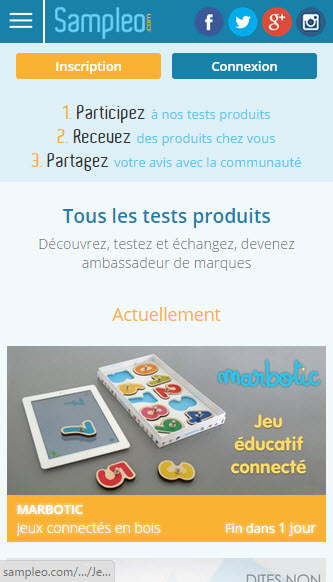 Sampleo.com
Inscription
Connexion
1. Participez à nos tests produits
2. Recevez des produits chez vous
3. Partagez votre avis avec la communauté
Tous les tests produits
Découvrez, testez et échangez, devenez
ambassadeur de marques
Actuellement
marbotic
Jeu
éducatif
connecté
MARBOTIC
Jeux connectés en bois
Fin dans 1 jour
sampleo.com/.../Je...
DITES NON